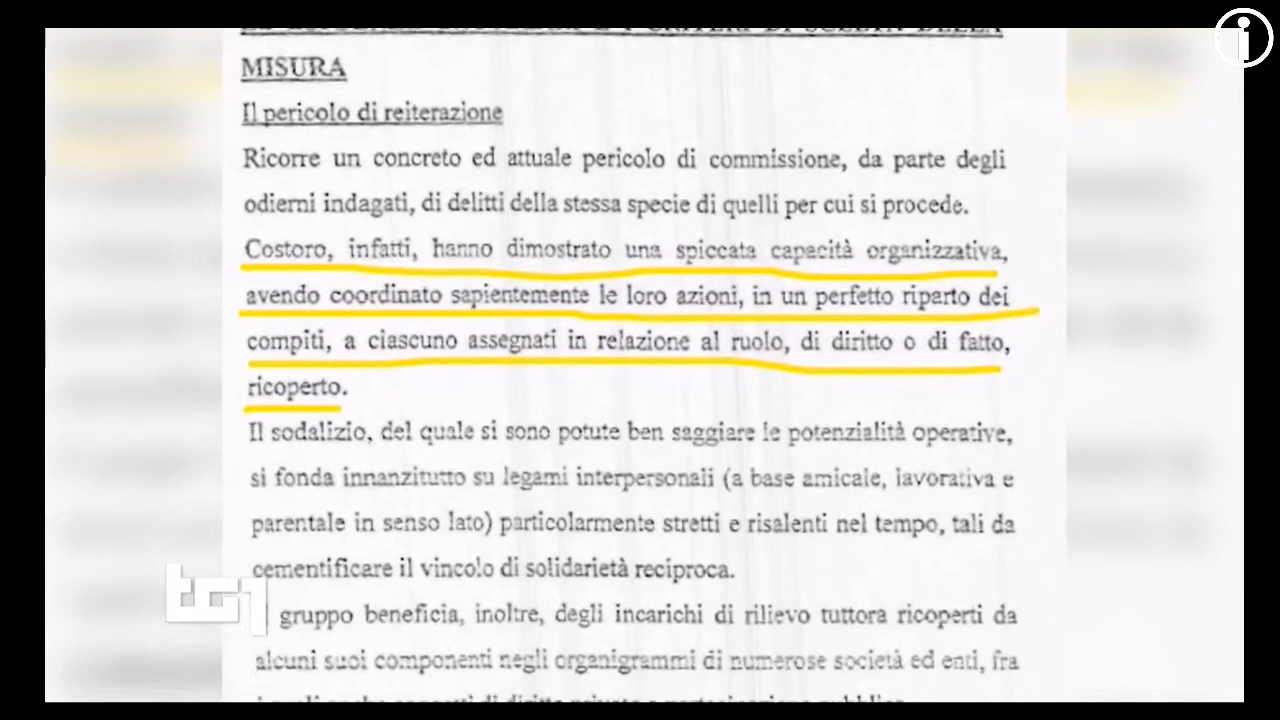 MISURA
Il pericolo di reiterazione
Ricorre un concreto ed attuale pericolo di commissione, da parte degli
odierni indagati, di delitti della stessa specie di quelli per cui si procede.
Costoro, infatti, hanno dimostrato una spiccata capacità organizzativa,
avendo coordinato sapientemente le loro azioni, in un perfetto riparto dei
compiti, a ciascuno assegnati in relazione al ruolo, di diritto o di fatto,
ricoperto.
Il sodalizio, del quale si sono potute ben saggiare le potenzialità operative,
si fonda innanzitutto su legami interpersonali (a base amicale, lavorativa e
parentale in senso lato) particolarmente stretti e risalenti nel tempo, tali da
cementificare il vincolo di solidarietà reciproca.
gruppo beneficia, inoltre, degli incarichi di rilievo tuttora ricoperti da
alcuni suoi componenti negli organigrammi di numerose società ed enti, fra
tg1
i